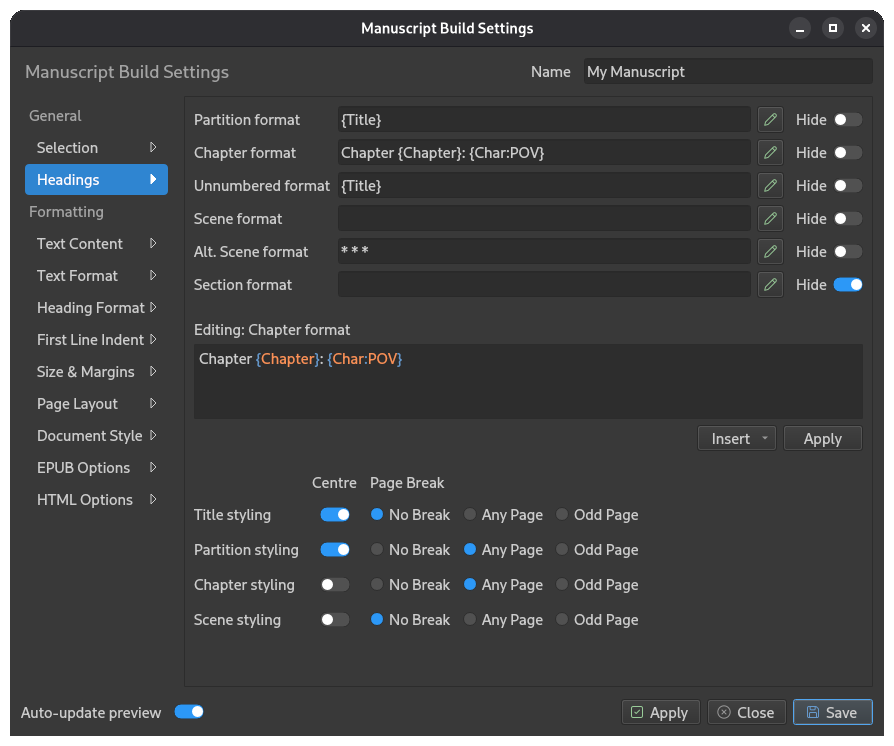 Manuscript Build Settings
Manuscript Build Settings
Name My Manuscript
General
Selection
Headings
Formatting
Text Content
Text Format
Heading Format
First Line Indent
Size & Margins
Page Layout
Document Style
EPUB Options
HTML Options
Partition format {Title} Hide
Chapter format Chapter {Chapter}: {Char:POV} Hide
Unnumbered format {Title} Hide
Scene format Hide
Alt. Scene format * * * Hide
Section format Hide
Editing: Chapter format
Chapter {Chapter}: {Char:POV}
Insert Apply
Centre Page Break
Title styling No Break Any Page Odd Page
Partition styling No Break Any Page Odd Page
Chapter styling No Break Any Page Odd Page
Scene styling No Break Any Page Odd Page
Auto-update preview Apply Close Save